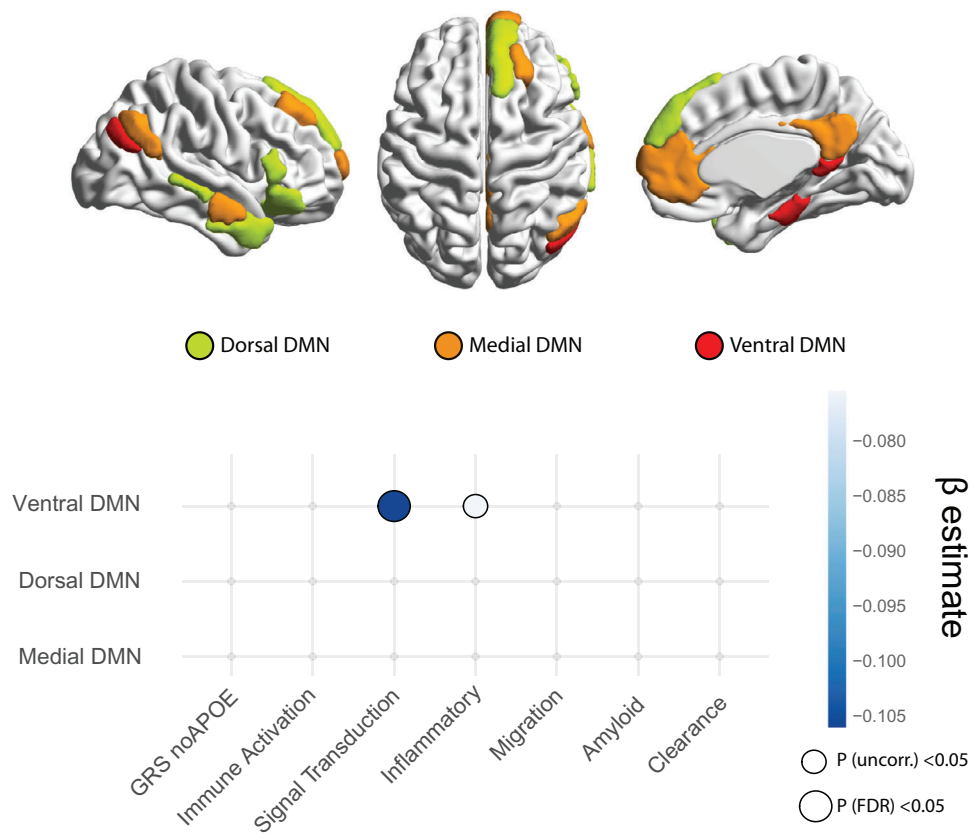 Dorsal DMN
Medial DMN
Ventral DMN
Ventral DMN
Dorsal DMN
Medial DMN
GRS noAPOE
Immune Activation
Signal Transduction
Inflammatory
Migration
Amyloid
Clearance
−0.080
−0.085
−0.090
−0.095
−0.100
−0.105
β estimate
P (uncorr.) <0.05
P (FDR) <0.05